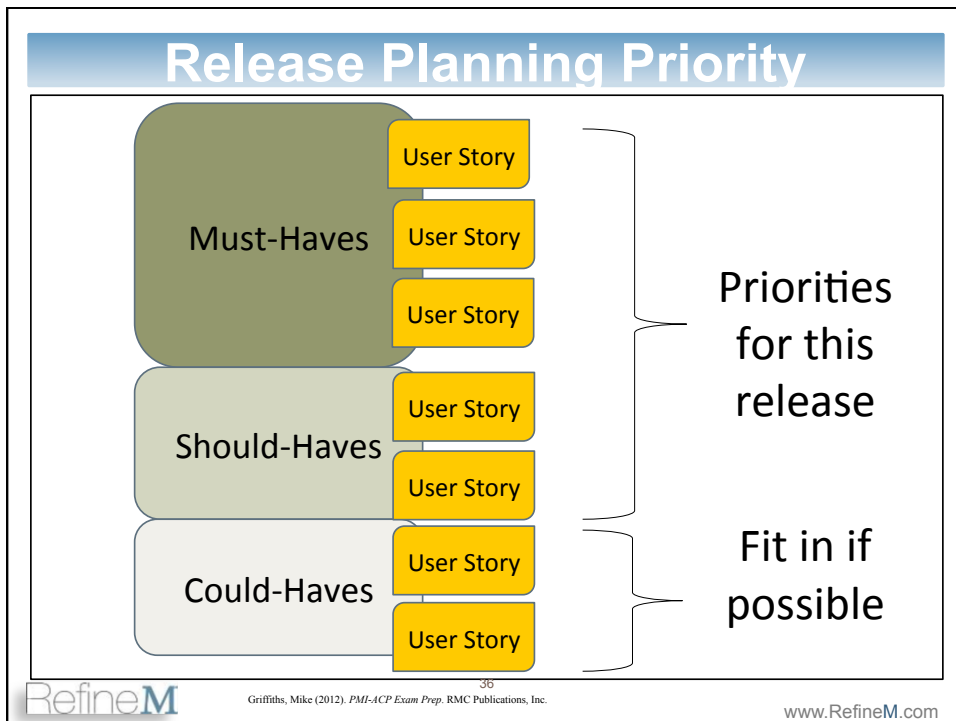 Release Planning Priority
User Story
Must-Haves
User Story
User Story
Priorities
for this
release
Should-Haves
User Story
User Story
Could-Haves
User Story
User Story
Fit in if
possible
36
RefineM
Griffiths, Mike (2012). PMI-ACP Exam Prep. RMC Publications, Inc.
www.RefineM.com